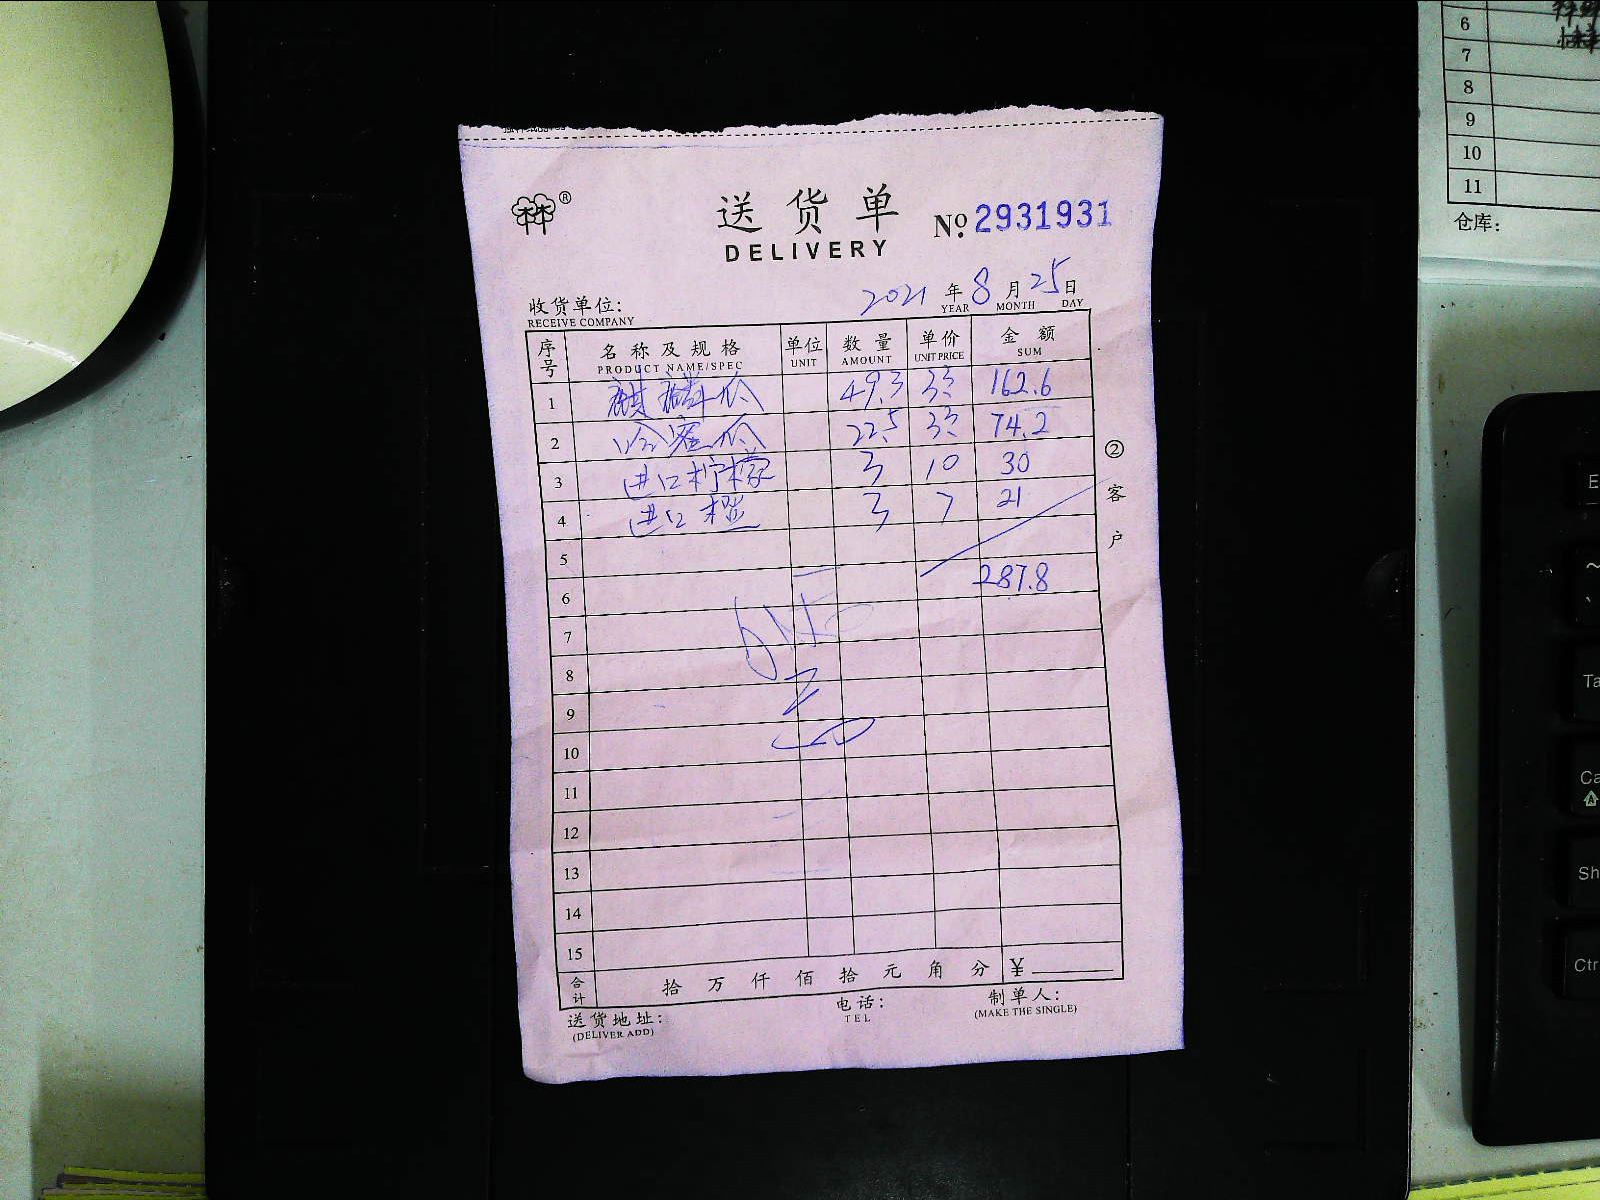 送货单
DELIVERY
№ 2931931
2021 年 8 月 25 日
YEAR MONTH DAY
收货单位:
RECEIVE COMPANY
序号 名称及规格 单位 数量 单价 金额
PRODUCT NAME/SPEC UNIT AMOUNT UNIT PRICE SUM
1 麒麟瓜 49.3 3.3 162.6
2 哈蜜瓜 22.5 3.3 74.2
3 进口柠檬 3 10 30
4 进口橙 3 7 21
5
6 287.8
7
8
9
10
11
12
13
14
15
合计 拾 万 仟 佰 拾 元 角 分 ¥
送货地址: 电话: 制单人:
(DELIVER ADD) TEL (MAKE THE SINGLE)
② 客户
6
7
8
9
10
11
仓库: